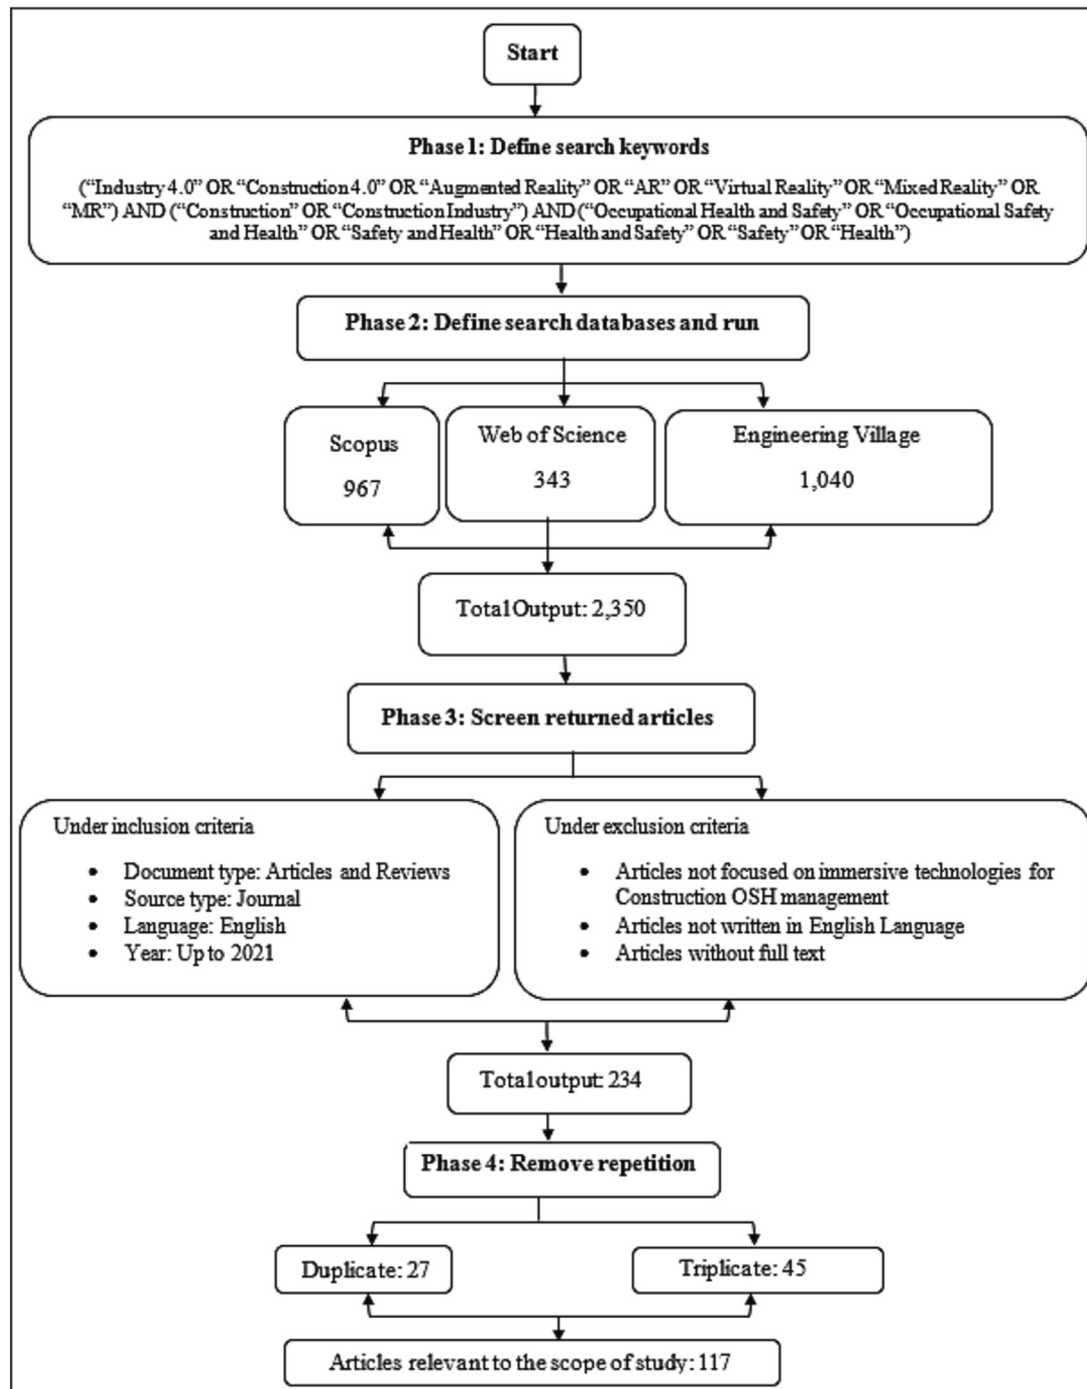 Start
Phase 1: Define search keywords
(“Industry 4.0” OR “Construction 4.0” OR “Augmented Reality” OR “AR” OR “Virtual Reality” OR “Mixed Reality” OR
“MR”) AND (“Construction” OR “Construction Industry”) AND (“Occupational Health and Safety” OR “Occupational Safety
and Health” OR “Safety and Health” OR “Health and Safety” OR “Safety” OR “Health”)
Phase 2: Define search databases and run
Scopus
967
Web of Science
343
Engineering Village
1,040
Total Output: 2,350
Phase 3: Screen returned articles
Under inclusion criteria
• Document type: Articles and Reviews
• Source type: Journal
• Language: English
• Year: Up to 2021
Under exclusion criteria
• Articles not focused on immersive technologies for
Construction OSH management
• Articles not written in English Language
• Articles without full text
Total output: 234
Phase 4: Remove repetition
Duplicate: 27
Triplicate: 45
Articles relevant to the scope of study: 117